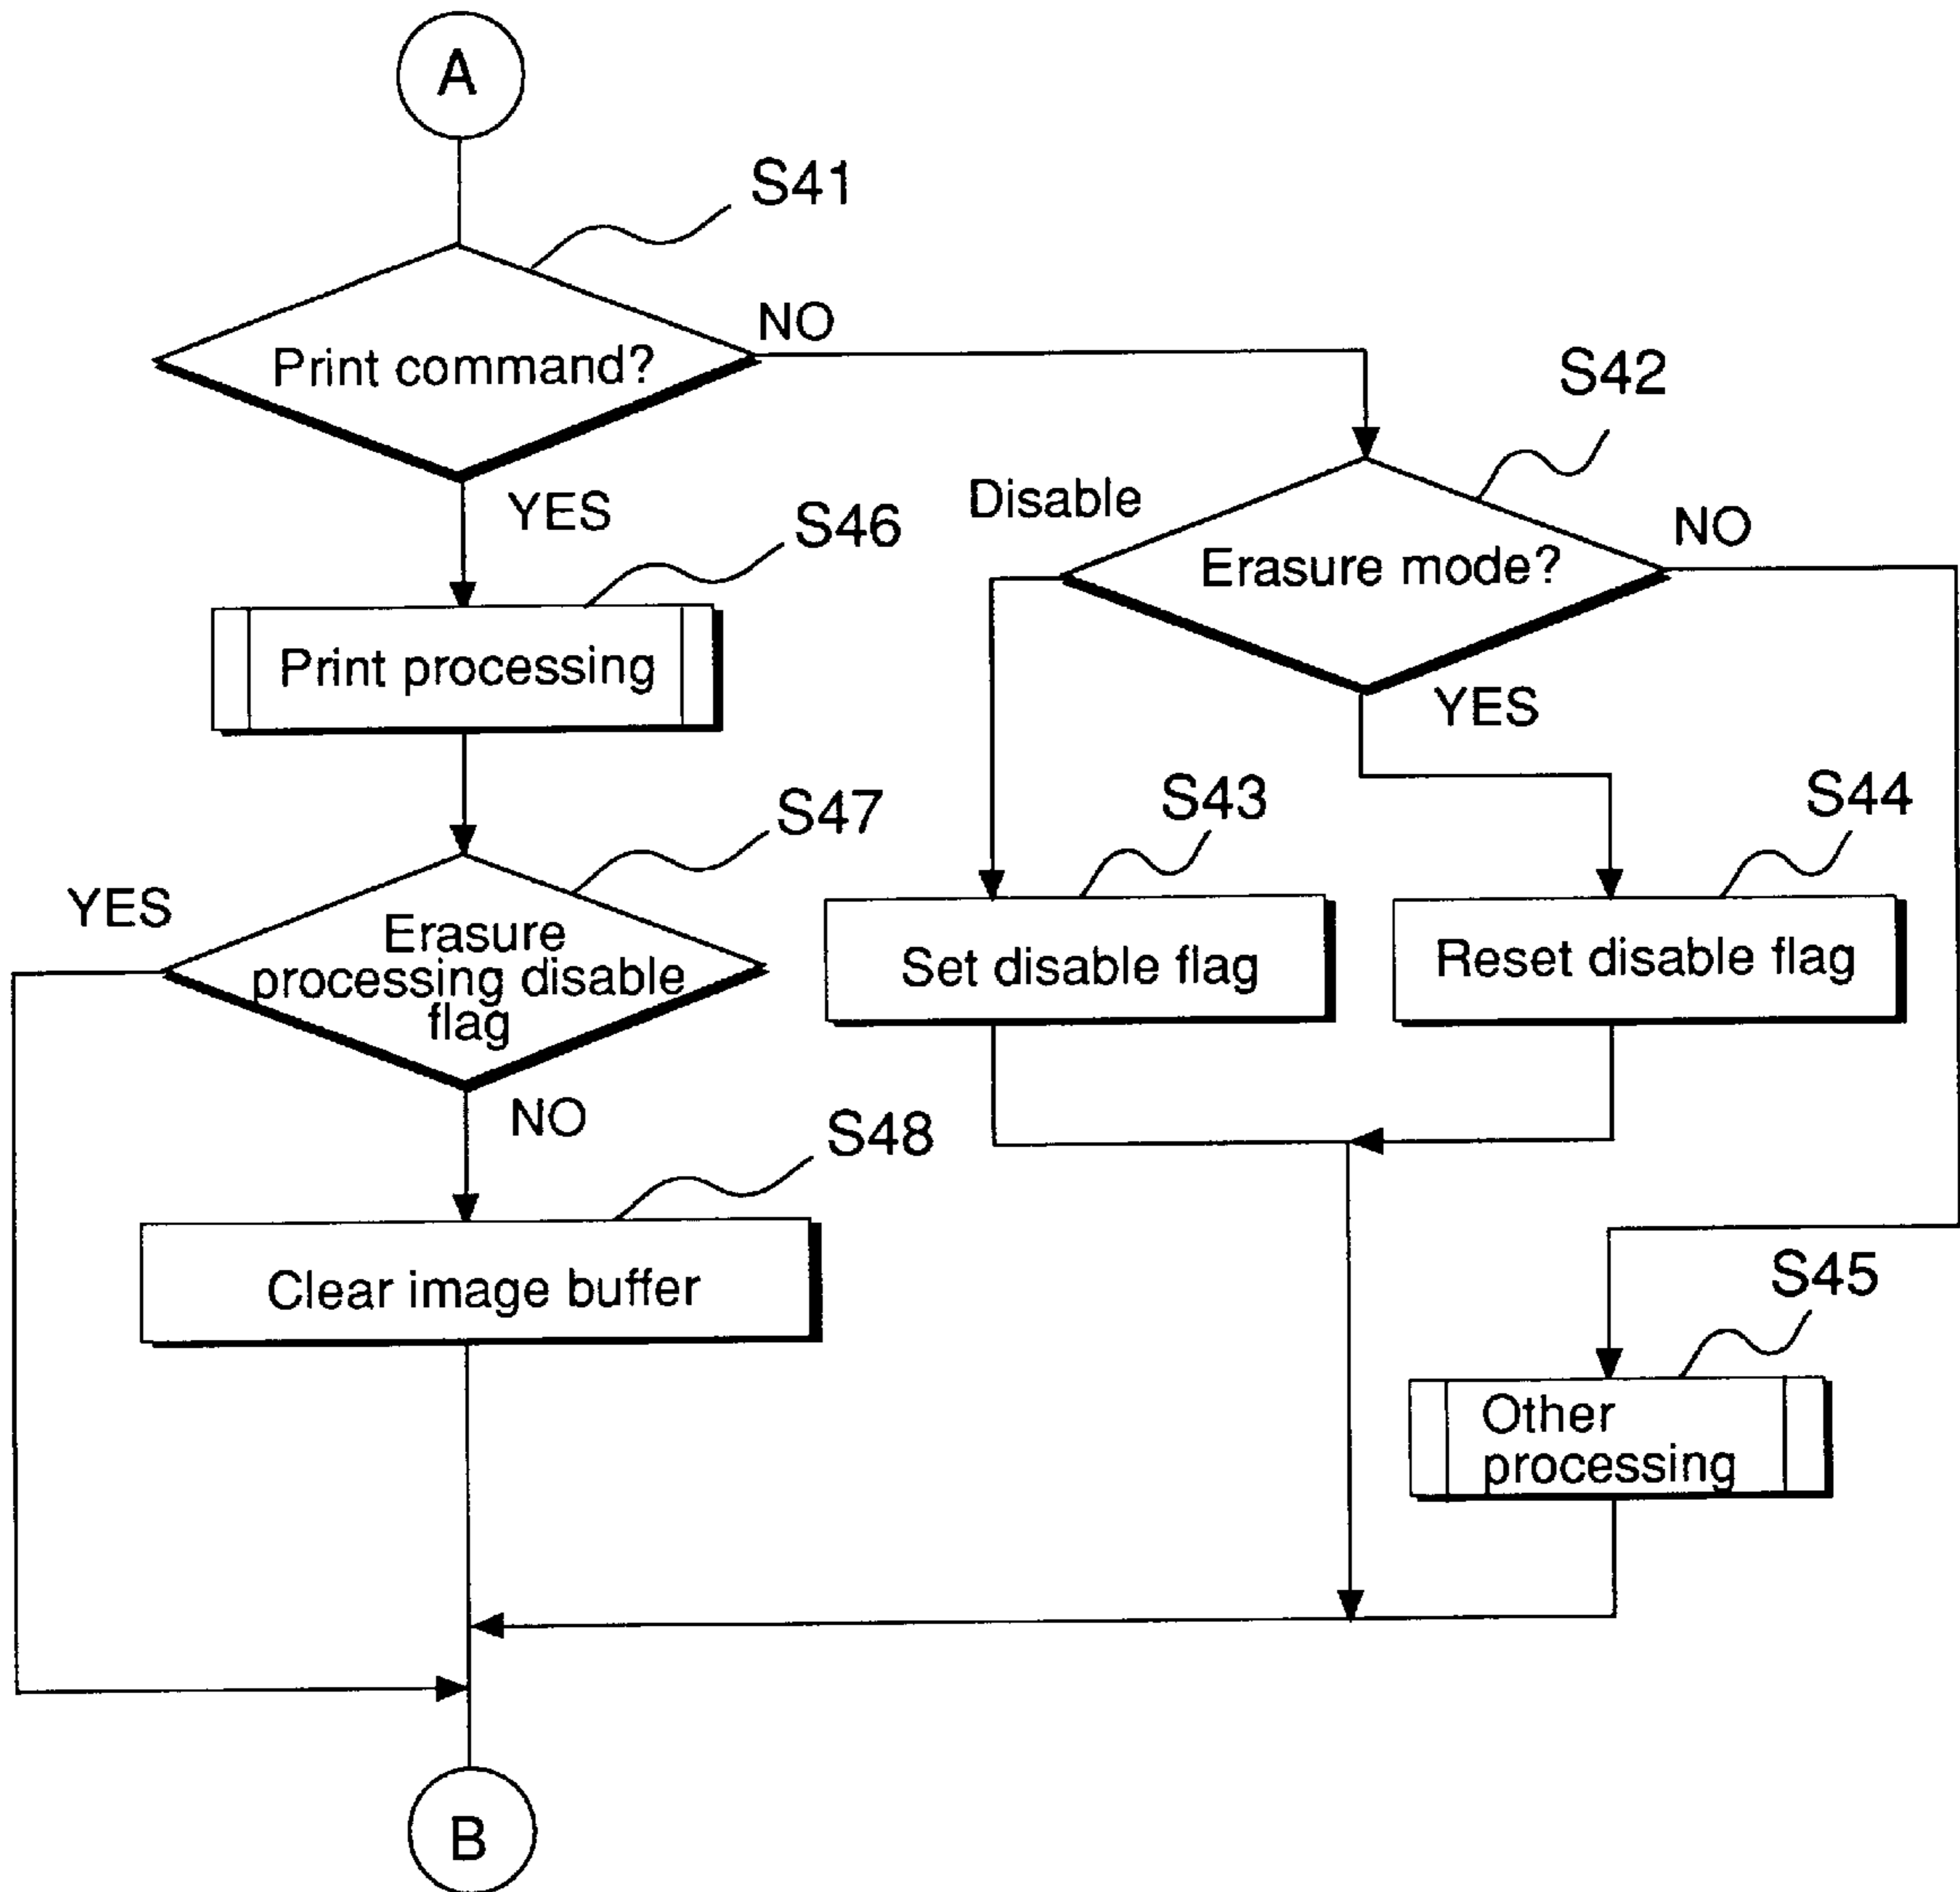 A
S41
NO
Print command?
S42
YES
Disable
S46
NO
Erasure mode?
Print processing
YES
S43
S44
S47
YES
Erasure
processing disable
flag
Set disable flag
Reset disable flag
NO
S48
Clear image buffer
S45
Other
processing
B